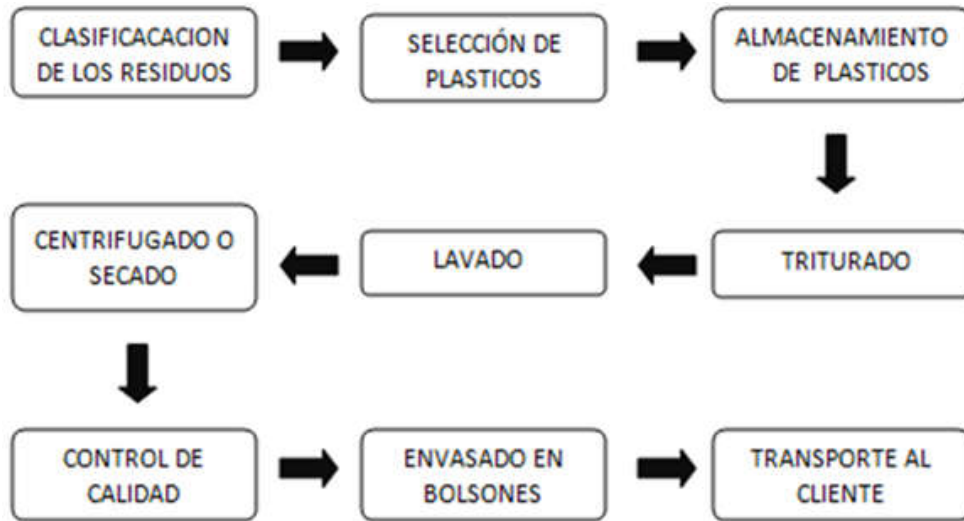 CLASIFICACACION
DE LOS RESIDUOS
SELECCIÓN DE
PLASTICOS
ALMACENAMIENTO
DE PLASTICOS
TRITURADO
LAVADO
CENTRIFUGADO O
SECADO
CONTROL DE
CALIDAD
ENVASADO EN
BOLSONES
TRANSPORTE AL
CLIENTE